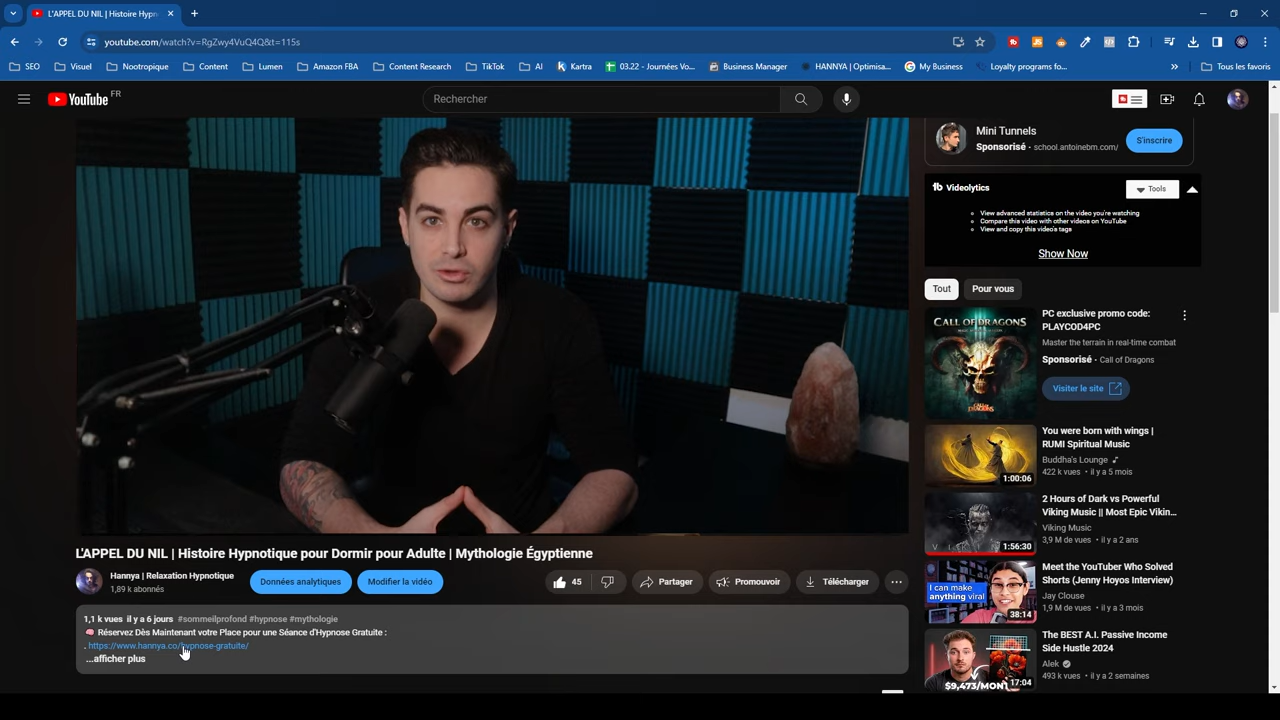 L'APPEL DU NIL | Histoire Hypn
youtube.com/watch?v=RgZwy4VuQ4Q&t=115s
SEO
Visuel
Nootropique
Content
Lumen
Amazon FBA
Content Research
TikTok
AI
Kartra
03.22 - Journées Vo...
Business Manager
HANNYA | Optimisa...
My Business
Loyalty programs fo...
»
Tous les favoris
YouTube FR
Rechercher
Mini Tunnels
Sponsorisé · school.antoinebm.com/
S'inscrire
Videolytics
Tools
View advanced statistics on the video you're watching
Compare this video with other videos on YouTube
View and copy this video's tags
Show Now
Tout
Pour vous
CALL OF DRAGONS
CALL OF DRAGONS
PC exclusive promo code:
PLAYCOD4PC
Master the terrain in real-time combat
Sponsorisé · Call of Dragons
Visiter le site
1:00:06
You were born with wings |
RUMI Spiritual Music
Buddha's Lounge
422 k vues · il y a 5 mois
1:56:30
2 Hours of Dark vs Powerful
Viking Music || Most Epic Vikin...
Viking Music
3,9 M de vues · il y a 2 ans
I can make
anything viral
38:14
Meet the YouTuber Who Solved
Shorts (Jenny Hoyos Interview)
Jay Clouse
1,9 M de vues · il y a 3 mois
$9,473/MONT
17:04
The BEST A.I. Passive Income
Side Hustle 2024
Alek
493 k vues · il y a 2 semaines
L'APPEL DU NIL | Histoire Hypnotique pour Dormir pour Adulte | Mythologie Égyptienne
Hannya | Relaxation Hypnotique
1,89 k abonnés
Données analytiques
Modifier la vidéo
45
Partager
Promouvoir
Télécharger
1,1 k vues il y a 6 jours #sommeilprofond #hypnose #mythologie
Réservez Dès Maintenant votre Place pour une Séance d'Hypnose Gratuite :
. https://www.hannya.co/hypnose-gratuite/
...afficher plus